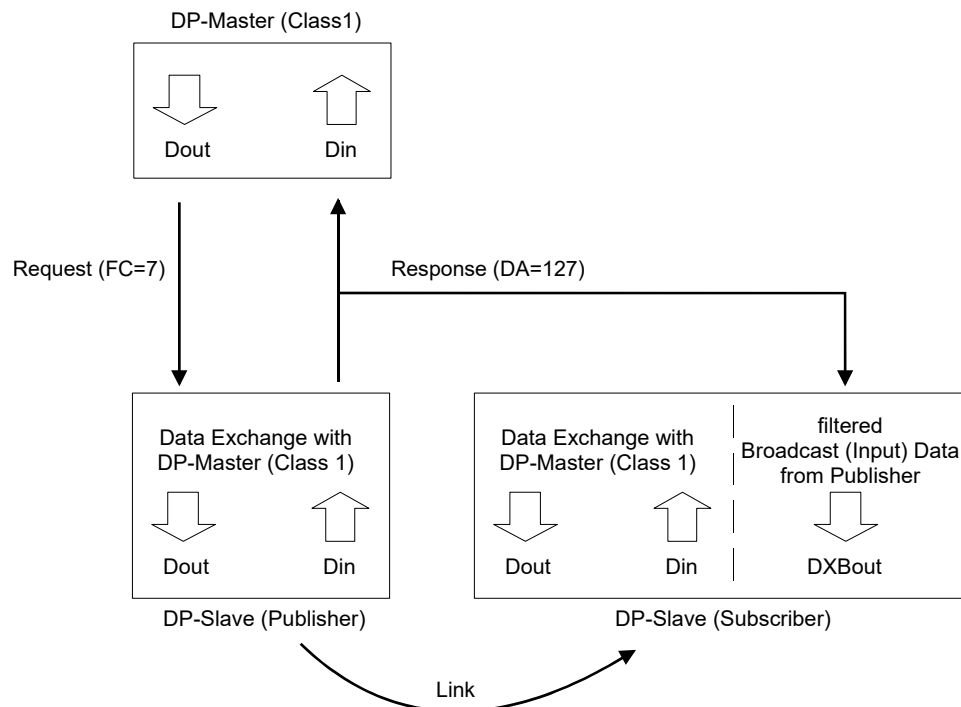 DP-Master (Class1)
Dout
Din
Request (FC=7)
Response (DA=127)
Data Exchange with
DP-Master (Class 1)
Dout
Din
DP-Slave (Publisher)
Data Exchange with
DP-Master (Class 1)
Dout
Din
filtered
Broadcast (Input) Data
from Publisher
DXBout
DP-Slave (Subscriber)
Link